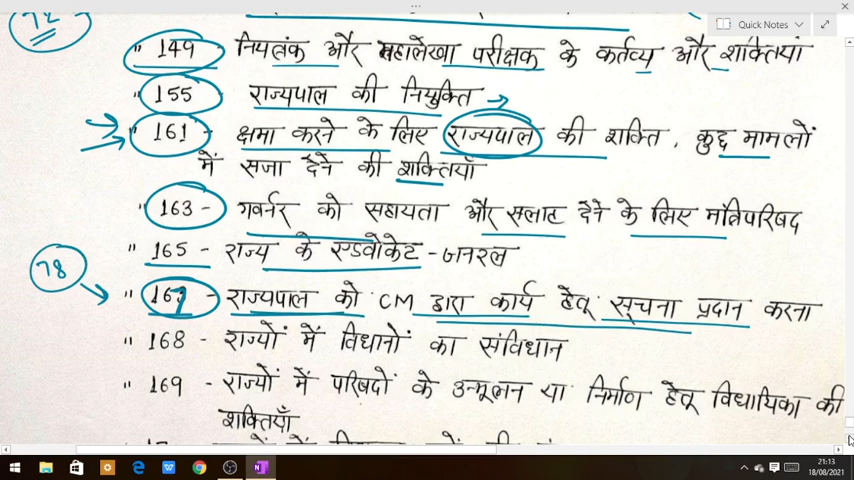 72
Quick Notes
" 149 - नियतंक और महालेखा परीक्षक के कर्तव्य और शक्तियां
" 155 राज्यपाल की नियुक्ति →
" 161 - क्षमा करने के लिए राज्यपाल की शक्ति, कुछ मामलों
में सजा देने की शक्तियाँ
" 163 - गवर्नर को सहायता और सलाह देने के लिए मंत्रिपरिषद
" 165 - राज्य के एडवोकेट - जनरल
78
" 167 - राज्यपाल को CM द्वारा कार्य हेतू सूचना प्रदान करना
" 168 - राज्यों में विधानों का संविधान
" 169 - राज्यों में परिषदों के उन्मूलन या निर्माण हेतू विधायिका की
शक्तियाँ
21:13
18/08/2021